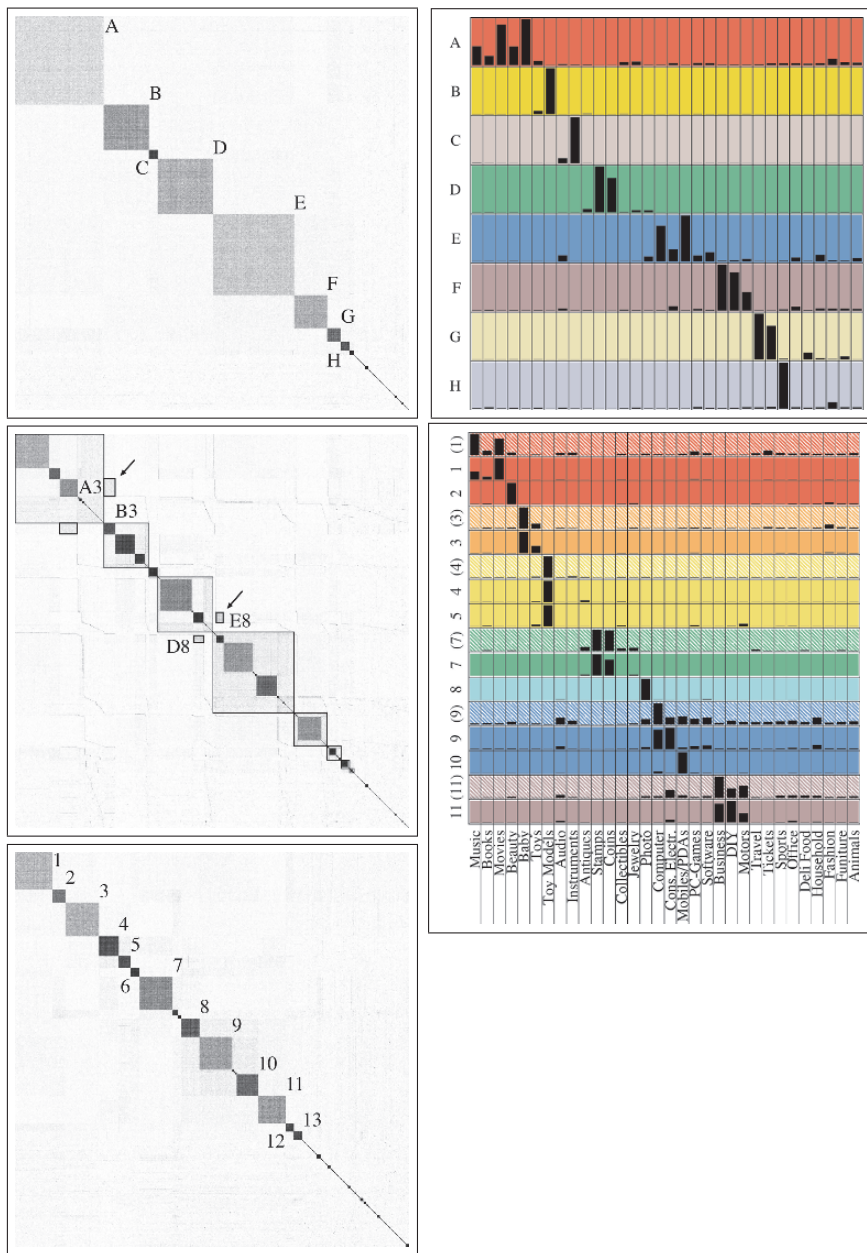 A
B
C
D
E
F
G
H
A
B
C
D
E
F
G
H
A3
B3
E8
D8
(1)
1
2
(3)
3
(4)
4
5
(7)
7
8
(9)
9
10
(11)
11
Music
Books
Movies
Beauty
Baby
Toys
Toy Models
Audio
Instruments
Antiques
Stamps
Coins
Collectibles
Jewelry
Photo
Computer
Cons. Electr.
Mobiles/PDAs
PC-Games
Software
Business
DIY
Motors
Travel
Tickets
Sports
Office
Deli Food
Household
Fashion
Funiture
Animals
1
2
3
4
5
6
7
8
9
10
11
12
13